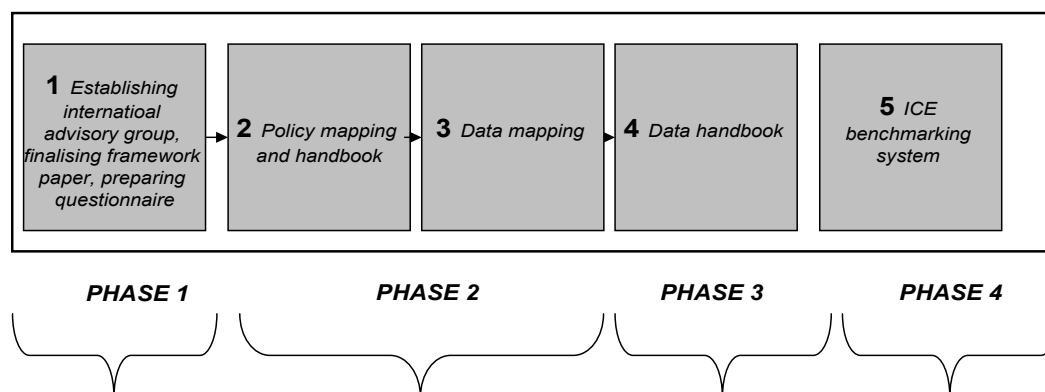 1 Establishing
internatioal
advisory group,
finalising framework
paper, preparing
questionnaire
2 Policy mapping
and handbook
3 Data mapping
4 Data handbook
5 ICE
benchmarking
system
PHASE 1
PHASE 2
PHASE 3
PHASE 4